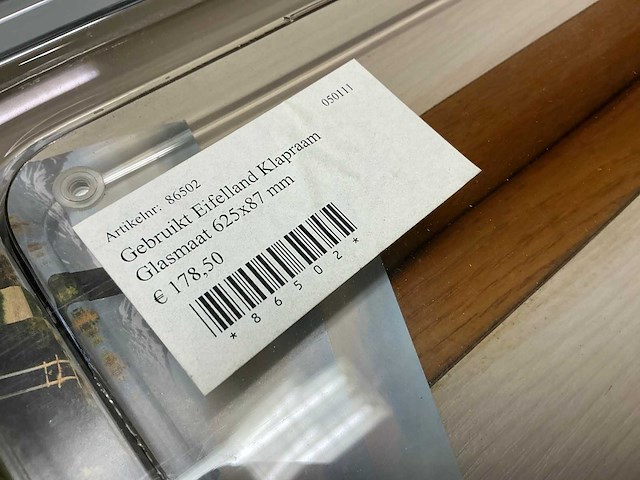 050111
Artikelnr: 86502
Gebruikt Eifelland Klapraam
Glasmaat 625x87 mm
€ 178,50
* 8 6 5 0 2 *